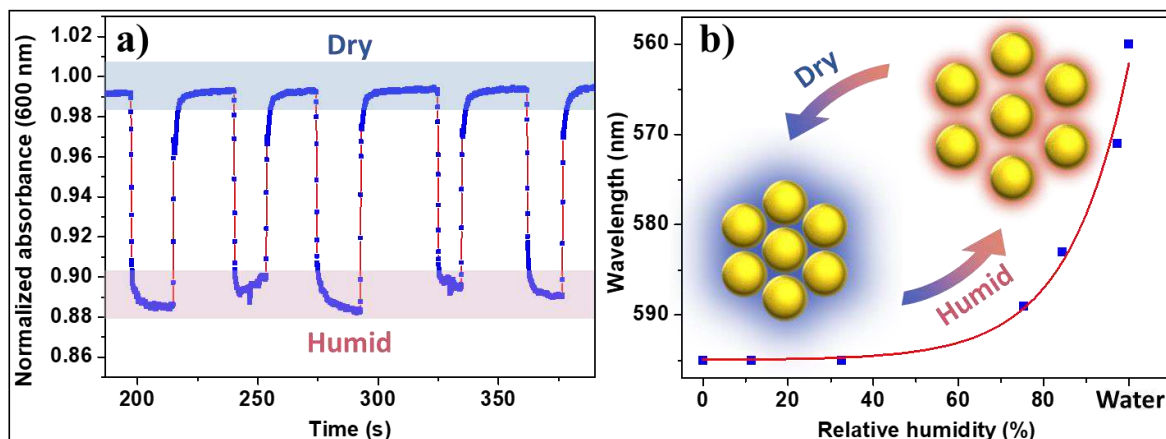 a)
Dry
Humid
Normalized absorbance (600 nm)
1.02
1.00
0.98
0.96
0.94
0.92
0.90
0.88
0.86
200
250
300
350
Time (s)
b)
Dry
Humid
Wavelength (nm)
560
570
580
590
0
20
40
60
80
Water
Relative humidity (%)